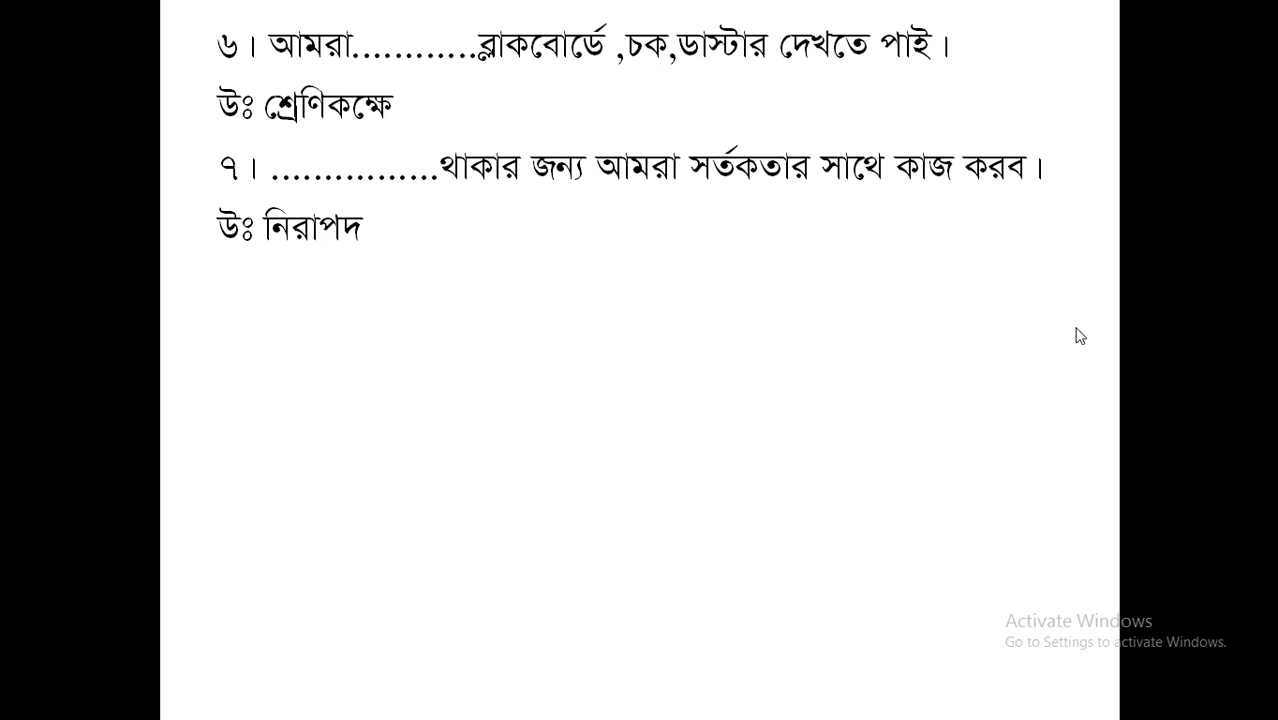 ৬। আমরা............ব্লাকবোর্ডে ,চক,ডাস্টার দেখতে পাই।
উঃ শ্রেণিকক্ষে
৭। ................থাকার জন্য আমরা সর্তকতার সাথে কাজ করব।
উঃ নিরাপদ
Activate Windows
Go to Settings to activate Windows.